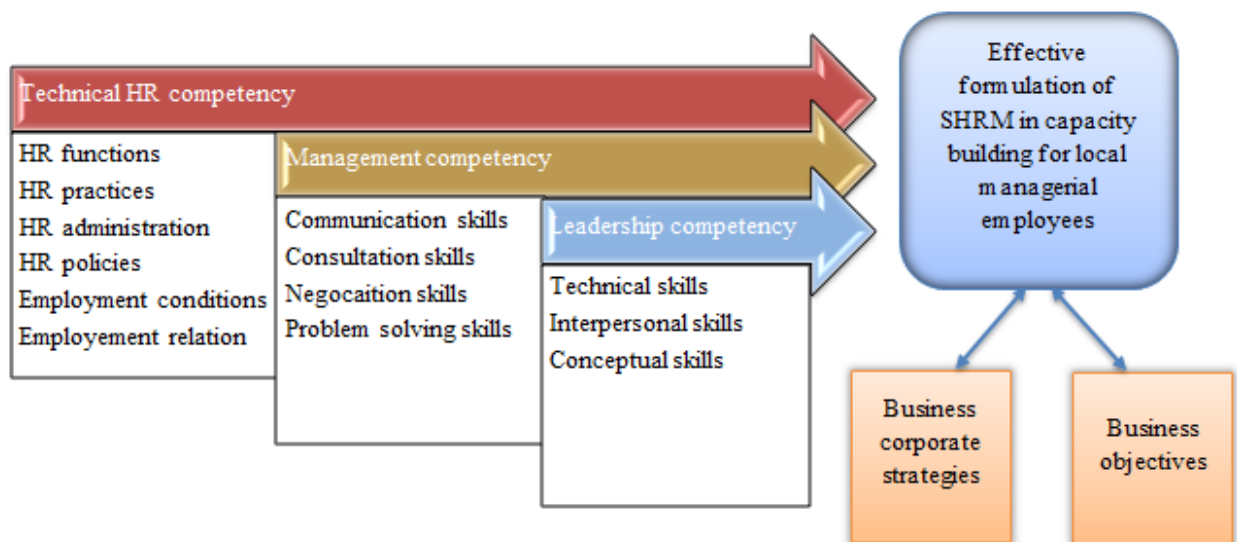 Technical HR competency
HR functions
HR practices
HR administration
HR policies
Employment conditions
Employement relation
Management competency
Communication skills
Consultation skills
Negocaition skills
Problem solving skills
Leadership competency
Technical skills
Interpersonal skills
Conceptual skills
Effective
formulation of
SHRM in capacity
building for local
managerial
employees
Business
corporate
strategies
Business
objectives